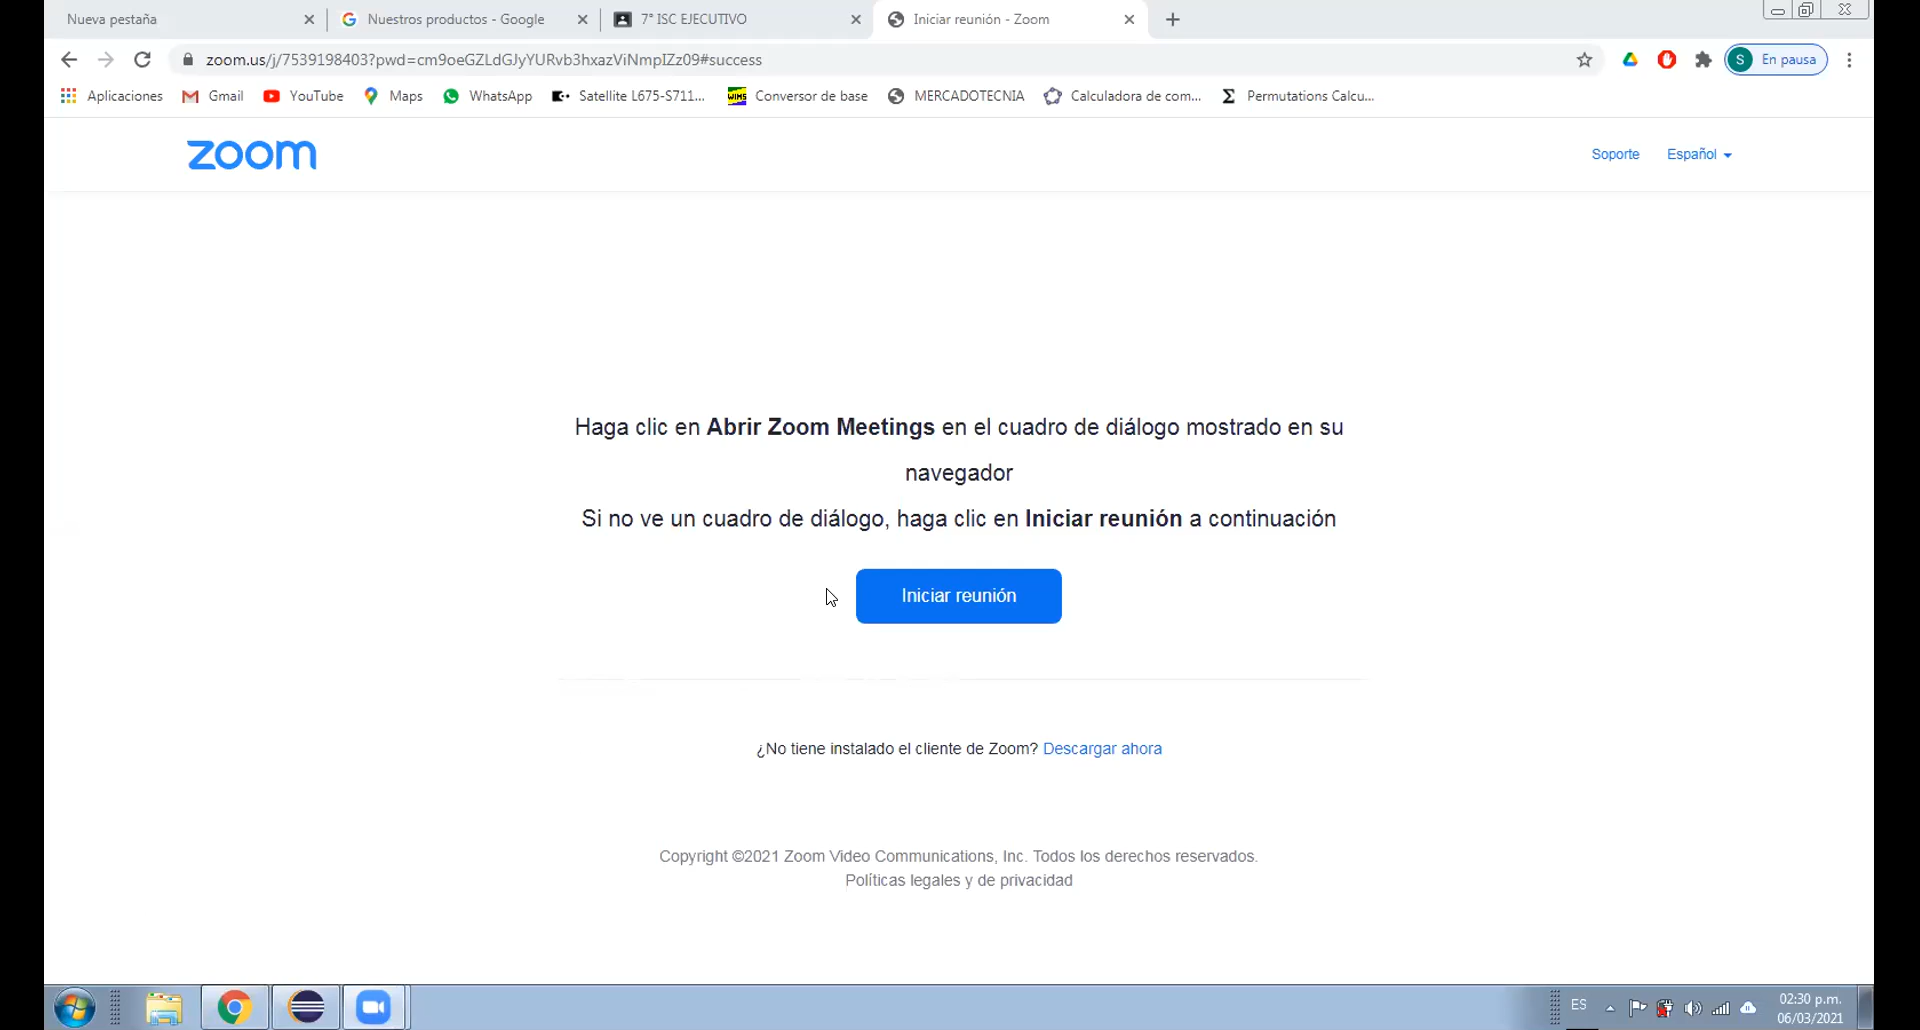 Nueva pestaña
Nuestros productos - Google
7° ISC EJECUTIVO
Iniciar reunión - Zoom
zoom.us/j/7539198403?pwd=cm9oeGZLdGJyYURvb3hxazViNmpIZz09#success
S En pausa
Aplicaciones Gmail YouTube Maps WhatsApp Satellite L675-S711... WIMS Conversor de base MERCADOTECNIA Calculadora de com... Permutations Calcu...
zoom
Soporte Español
Haga clic en Abrir Zoom Meetings en el cuadro de diálogo mostrado en su
navegador
Si no ve un cuadro de diálogo, haga clic en Iniciar reunión a continuación
Iniciar reunión
¿No tiene instalado el cliente de Zoom? Descargar ahora
Copyright ©2021 Zoom Video Communications, Inc. Todos los derechos reservados.
Políticas legales y de privacidad
ES
02:30 p.m.
06/03/2021